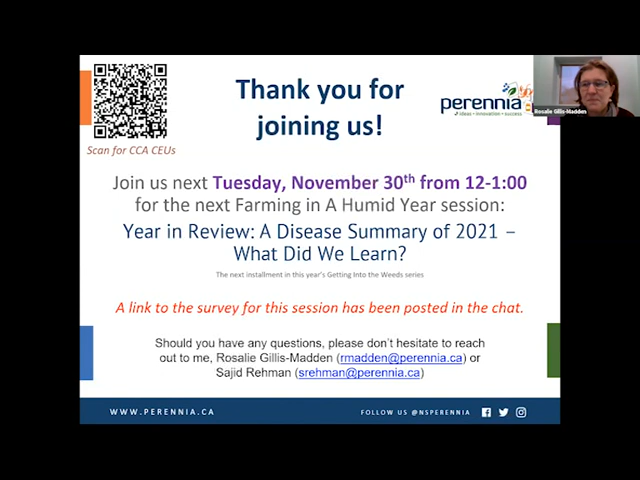 Thank you for
joining us!
perennia
ideas • innovation • success
Rosalie Gillis-Madden
Scan for CCA CEUs
Join us next Tuesday, November 30th from 12-1:00
for the next Farming in A Humid Year session:
Year in Review: A Disease Summary of 2021 –
What Did We Learn?
The next installment in this year's Getting Into the Weeds series
A link to the survey for this session has been posted in the chat.
Should you have any questions, please don't hesitate to reach
out to me, Rosalie Gillis-Madden (rmadden@perennia.ca) or
Sajid Rehman (srehman@perennia.ca)
WWW.PERENNIA.CA
FOLLOW US @NSPERENNIA